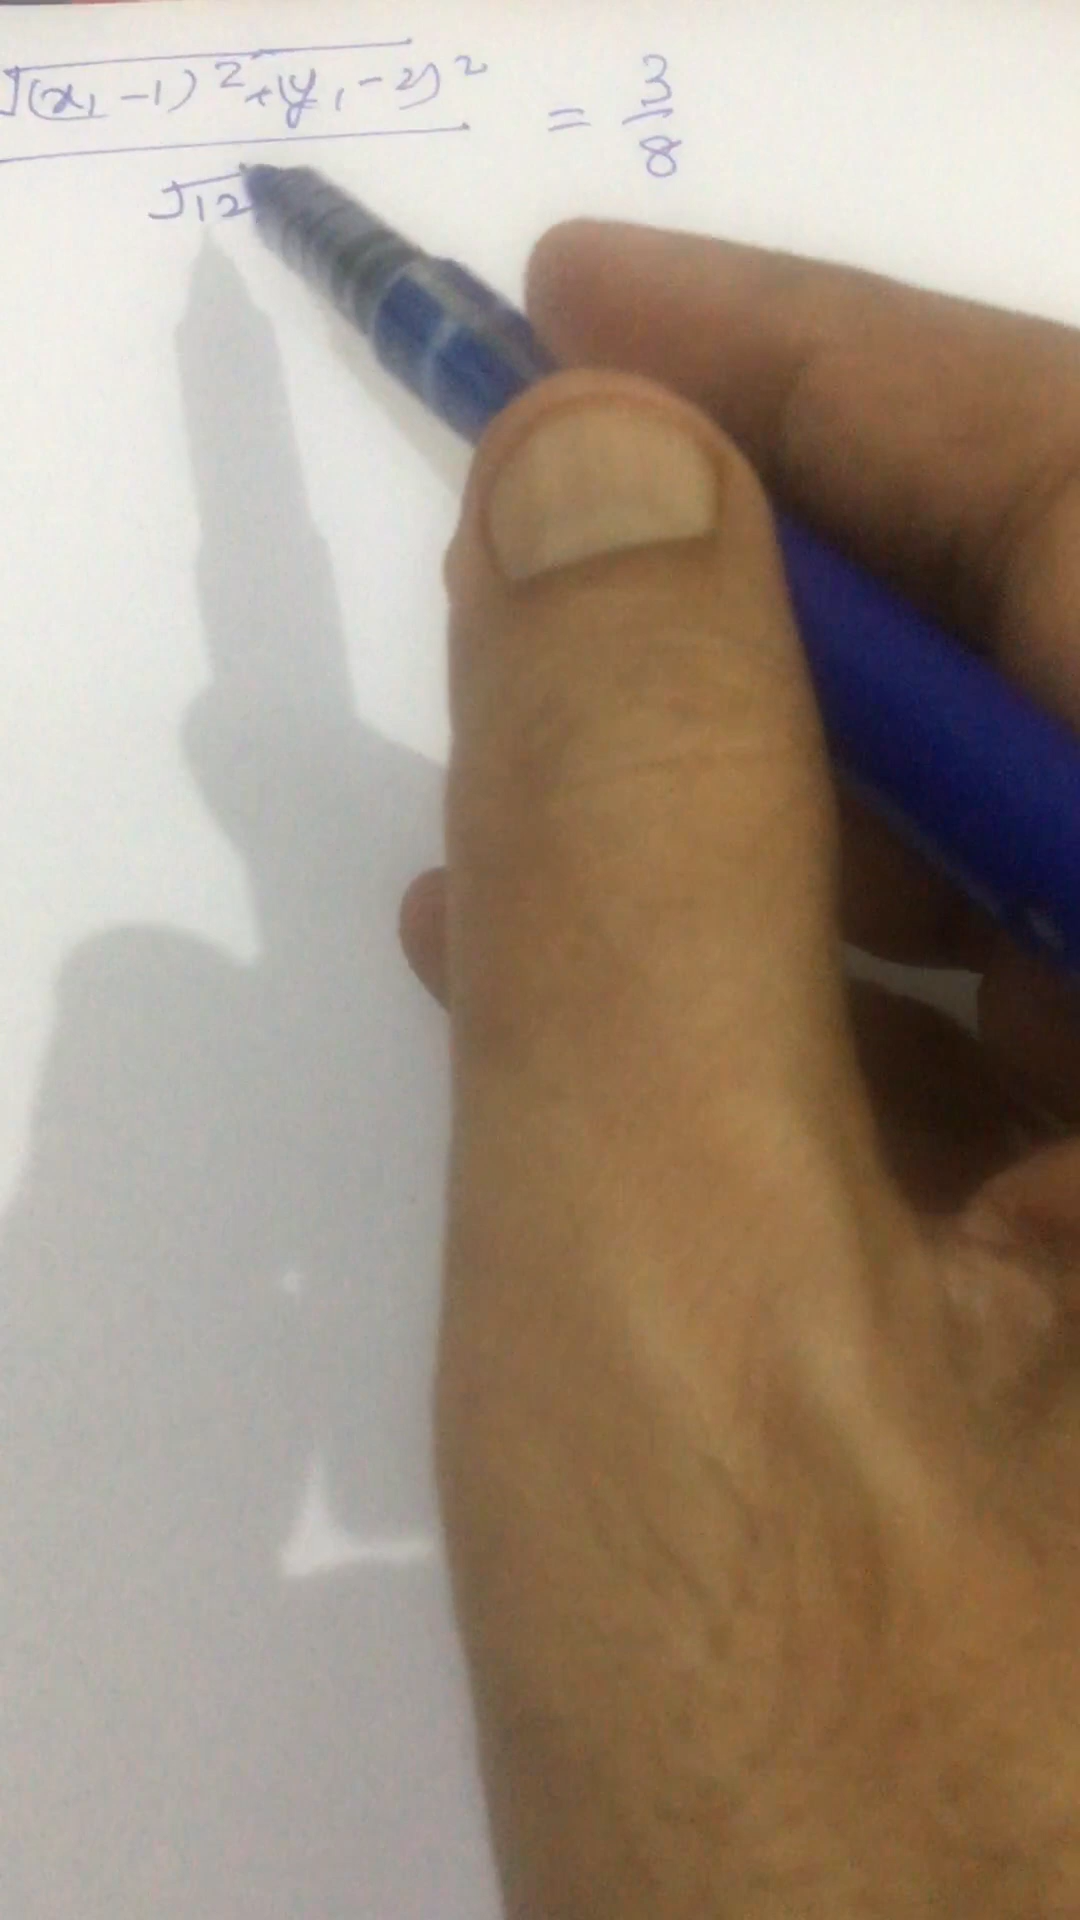 √(x₁ -1)² + (y₁ -2)² / √12 = 3/8